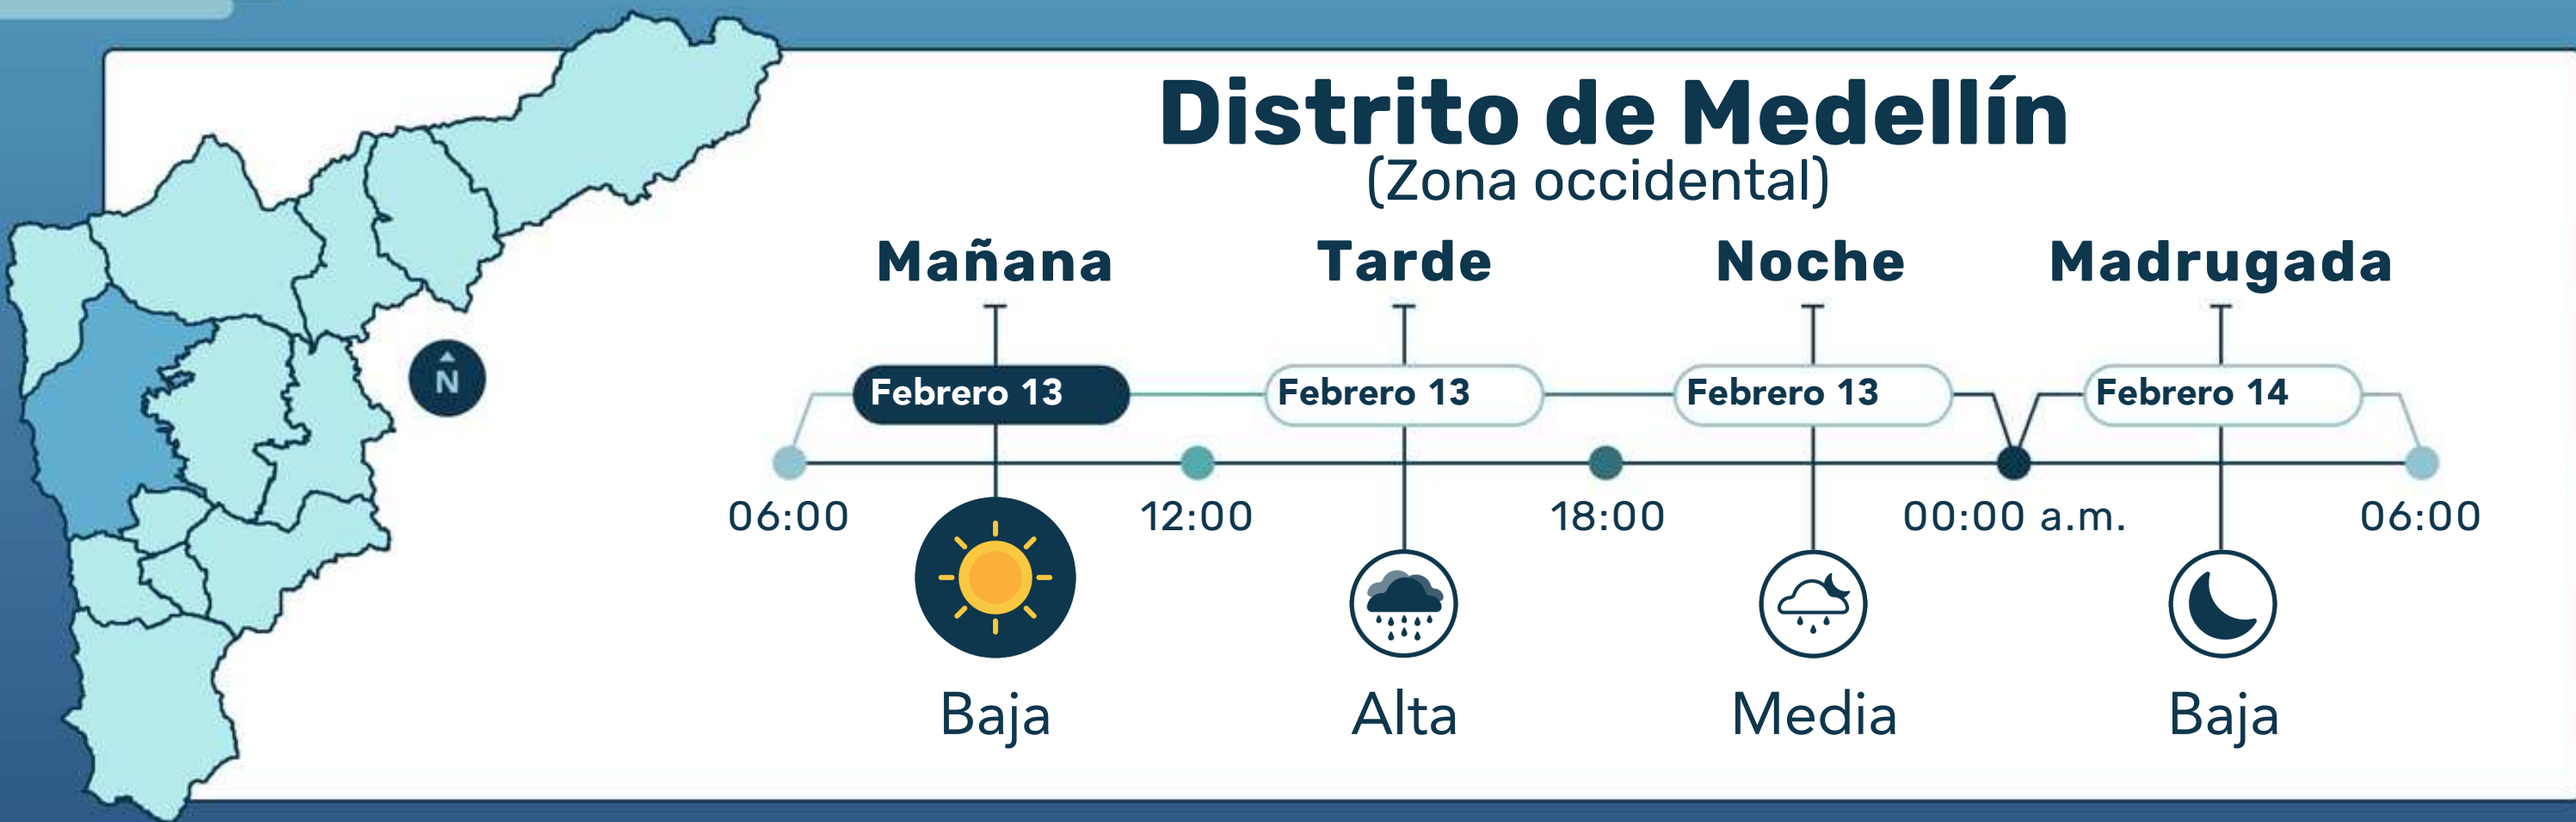 Distrito de Medellín
(Zona occidental)
Mañana Tarde Noche Madrugada
Febrero 13 Febrero 13 Febrero 13 Febrero 14
N
06:00 12:00 18:00 00:00 a.m. 06:00
Baja Alta Media Baja